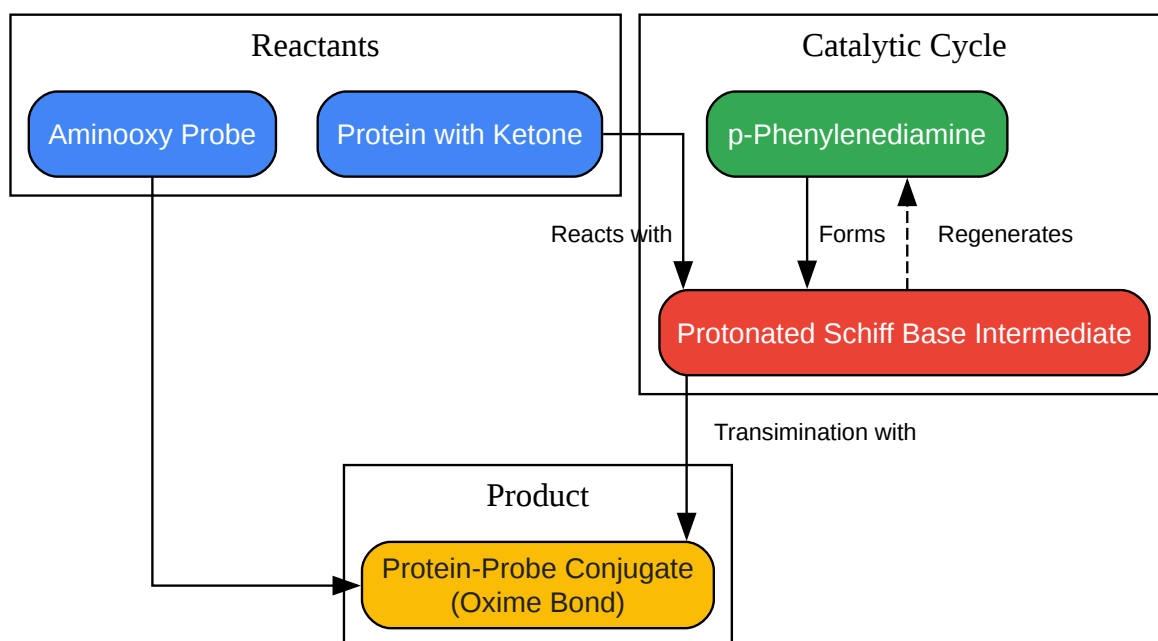 Reactants
Catalytic Cycle
Aminooxy Probe
Protein with Ketone
p-Phenylenediamine
Reacts with
Forms
Regenerates
Protonated Schiff Base Intermediate
Transimination with
Product
Protein-Probe Conjugate
(Oxime Bond)